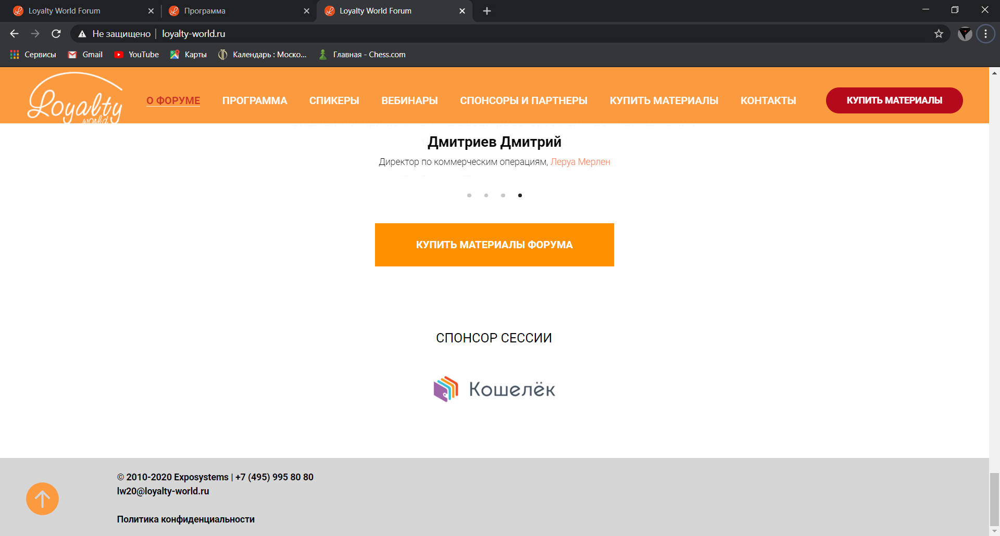 Loyalty World Forum
Программа
Loyalty World Forum
Не защищено
loyalty-world.ru
Сервисы
Gmail
YouTube
Карты
Календарь : Моско...
Главная - Chess.com
Loyalty
world
О ФОРУМЕ
ПРОГРАММА
СПИКЕРЫ
ВЕБИНАРЫ
СПОНСОРЫ И ПАРТНЕРЫ
КУПИТЬ МАТЕРИАЛЫ
КОНТАКТЫ
КУПИТЬ МАТЕРИАЛЫ
Дмитриев Дмитрий
Директор по коммерческим операциям, Леруа Мерлен
КУПИТЬ МАТЕРИАЛЫ ФОРУМА
СПОНСОР СЕССИИ
Кошелёк
© 2010-2020 Exposystems | +7 (495) 995 80 80
lw20@loyalty-world.ru
Политика конфиденциальности